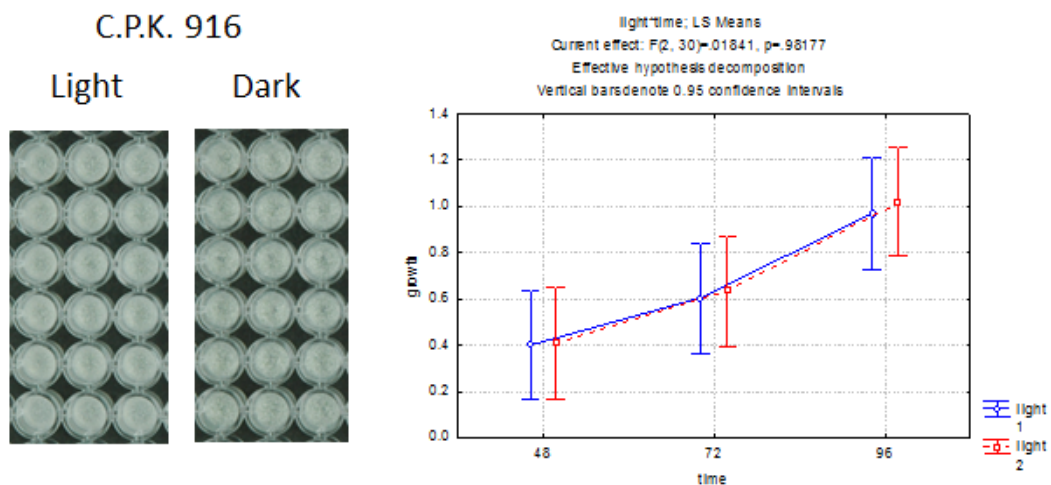 C.P.K. 916
Light Dark
light*time; LS Means
Current effect: F(2, 30)=.01841, p=.98177
Effective hypothesis decomposition
Vertical bars denote 0.95 confidence intervals
1.4
1.2
1.0
0.8
0.6
0.4
0.2
0.0
growth
48 72 96
time
light
1
light
2